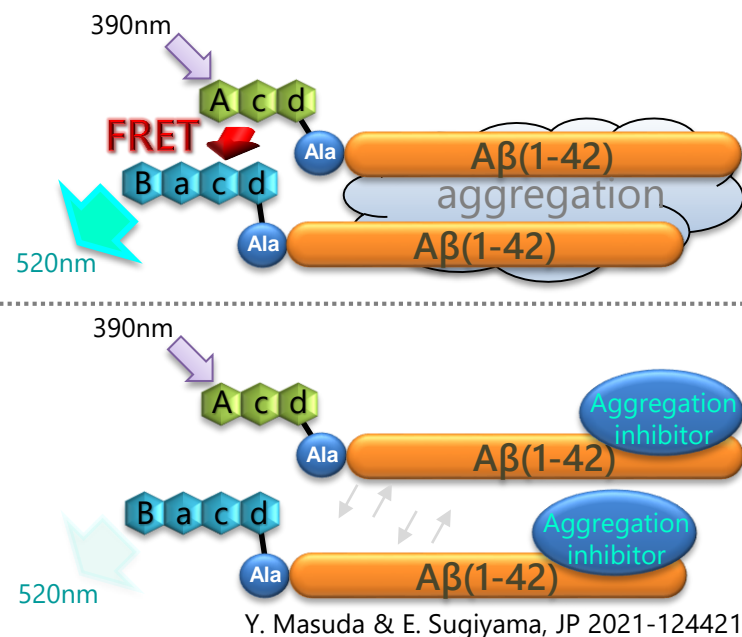 390nm
A c d
FRET
Ala
Aβ(1-42)
B a c d
aggregation
Ala
Aβ(1-42)
520nm
390nm
A c d
Aggregation
inhibitor
Ala
Aβ(1-42)
B a c d
Aggregation
inhibitor
Ala
Aβ(1-42)
520nm
Y. Masuda & E. Sugiyama, JP 2021-124421